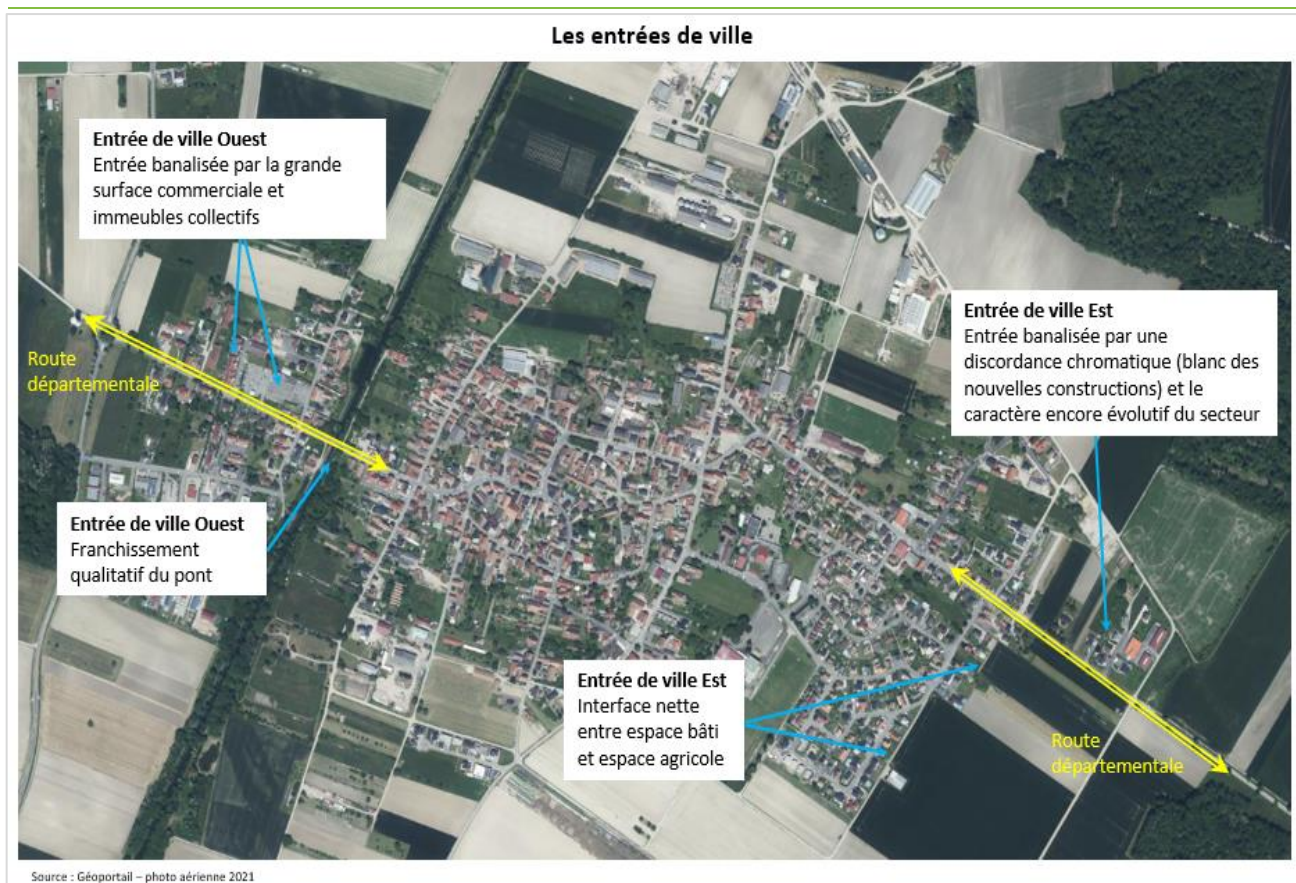 Les entrées de ville
Entrée de ville Ouest
Entrée banalisée par la grande
surface commerciale et
immeubles collectifs
Entrée de ville Est
Entrée banalisée par une
discordance chromatique (blanc des
nouvelles constructions) et le
caractère encore évolutif du secteur
Route
départementale
Entrée de ville Ouest
Franchissement
qualitatif du pont
Entrée de ville Est
Interface nette
entre espace bâti
et espace agricole
Route
départementale
Source : Géoportail – photo aérienne 2021